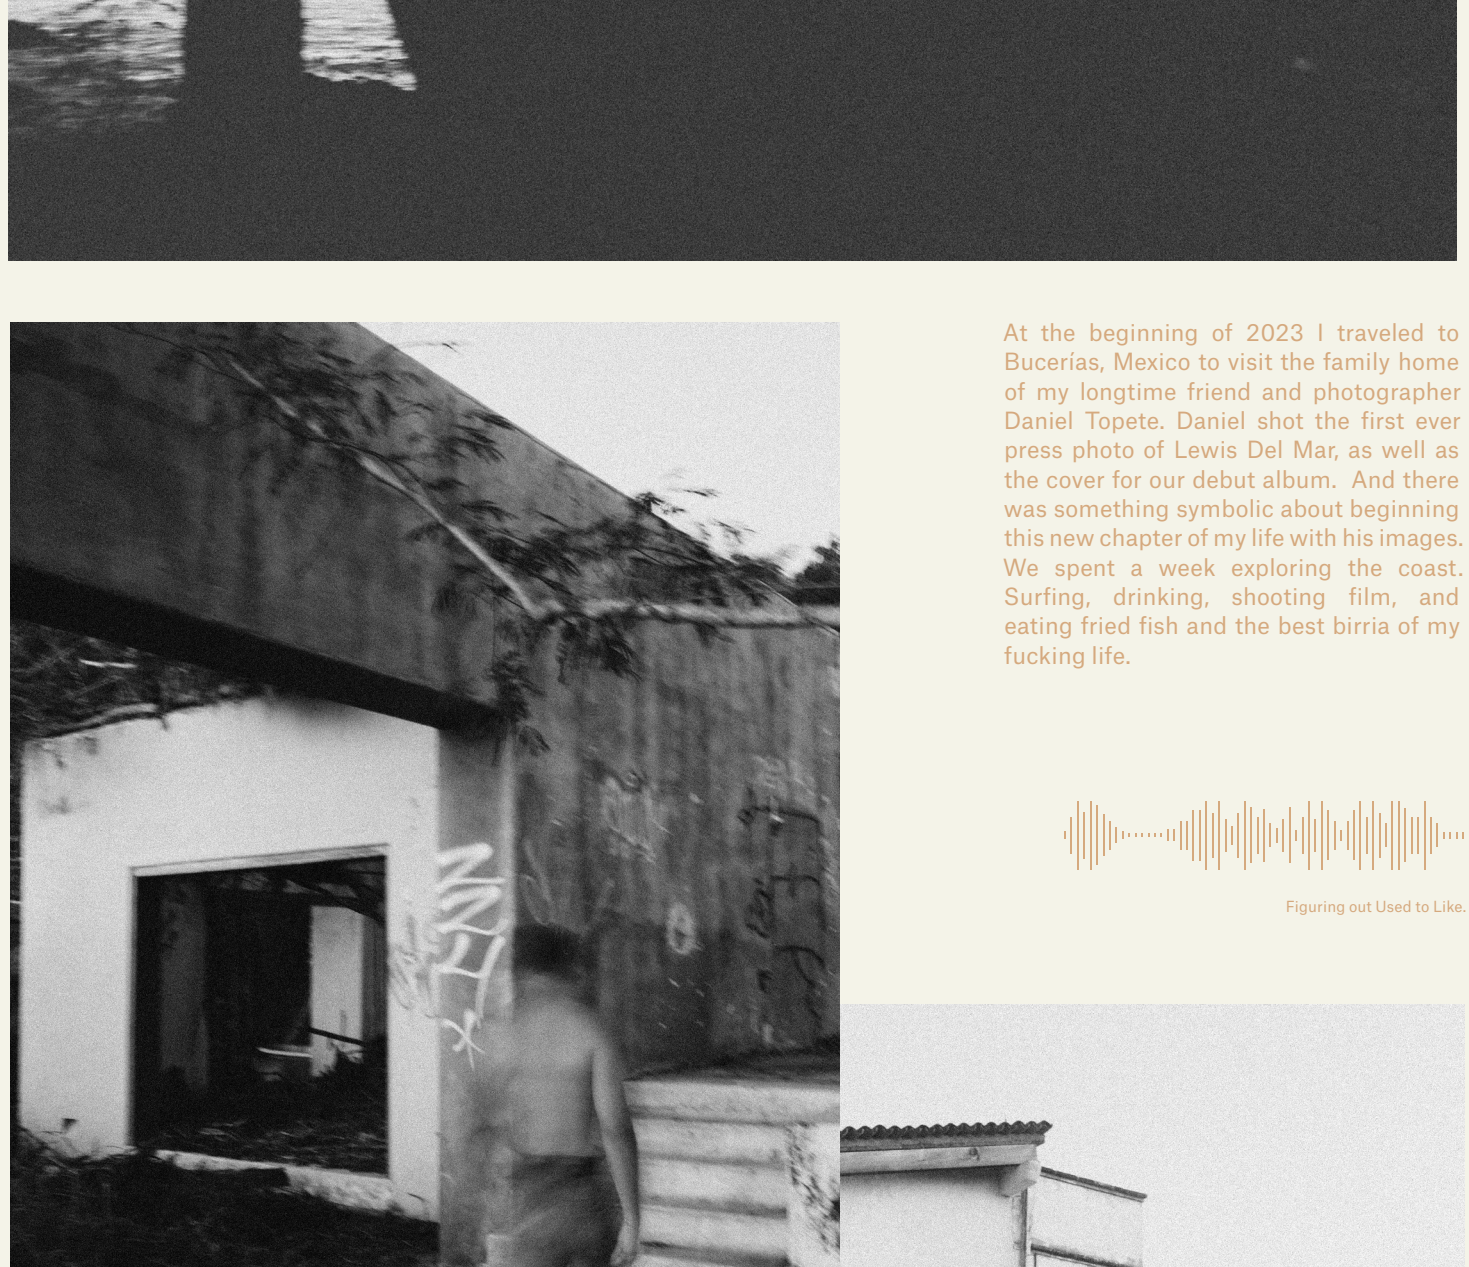 At the beginning of 2023 I traveled to
Bucerías, Mexico to visit the family home
of my longtime friend and photographer
Daniel Topete. Daniel shot the first ever
press photo of Lewis Del Mar, as well as
the cover for our debut album.  And there
was something symbolic about beginning
this new chapter of my life with his images.
We spent a week exploring the coast.
Surfing, drinking, shooting film, and
eating fried fish and the best birria of my
fucking life.
Figuring out Used to Like.